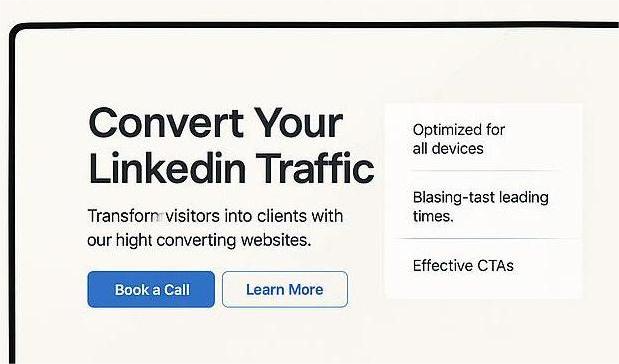 Convert Your
Linkedin Traffic
Transform visitors into clients with
our hight converting websites.
Book a Call
Learn More
Optimized for
all devices
Blasing-tast leading
times.
Effective CTAs